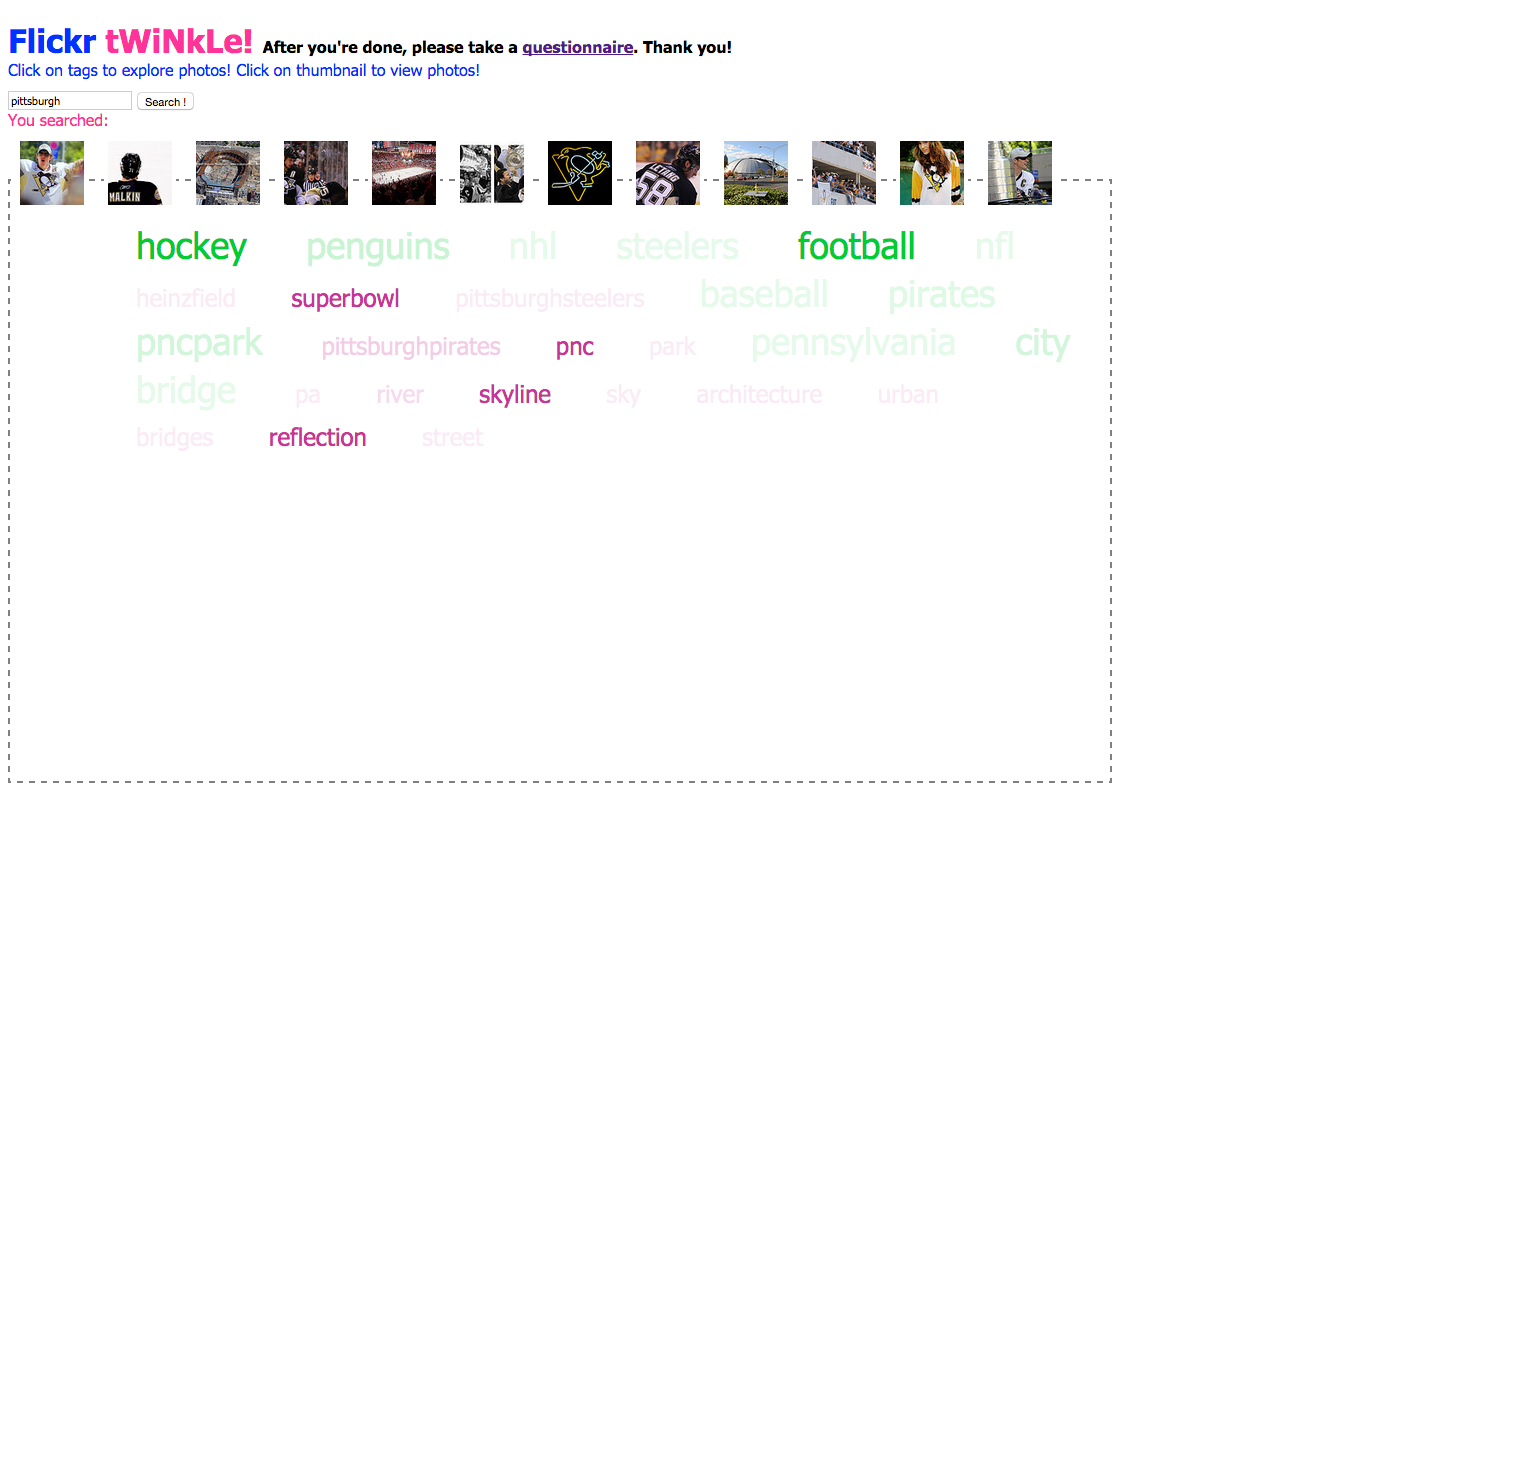 Flickr tWiNkLe! After you're done, please take a questionnaire. Thank you!
Click on tags to explore photos! Click on thumbnail to view photos!
pittsburgh Search !
You searched:
MALKIN
LETANG
58
hockey penguins nhl steelers football nfl
heinzfield superbowl pittsburghsteelers baseball pirates
pncpark pittsburghpirates pnc park pennsylvania city
bridge pa river skyline sky architecture urban
bridges reflection street